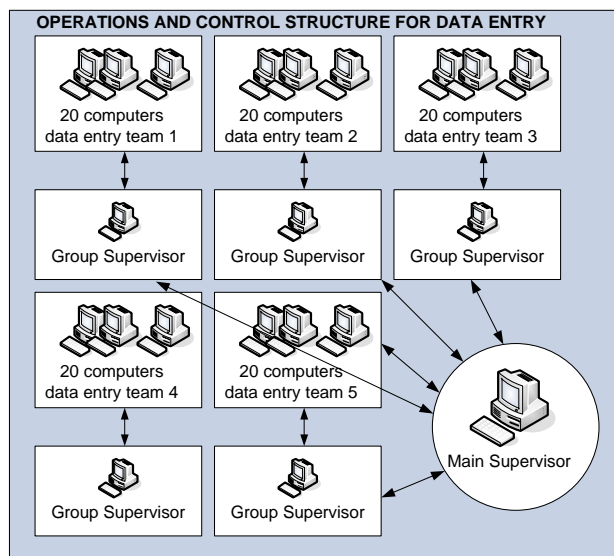 OPERATIONS AND CONTROL STRUCTURE FOR DATA ENTRY
20 computers
data entry team 1
20 computers
data entry team 2
20 computers
data entry team 3
Group Supervisor
Group Supervisor
Group Supervisor
20 computers
data entry team 4
20 computers
data entry team 5
Main Supervisor
Group Supervisor
Group Supervisor